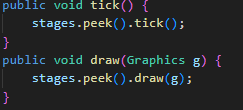 public void tick() {
    stages.peek().tick();
}
public void draw(Graphics g) {
    stages.peek().draw(g);
}